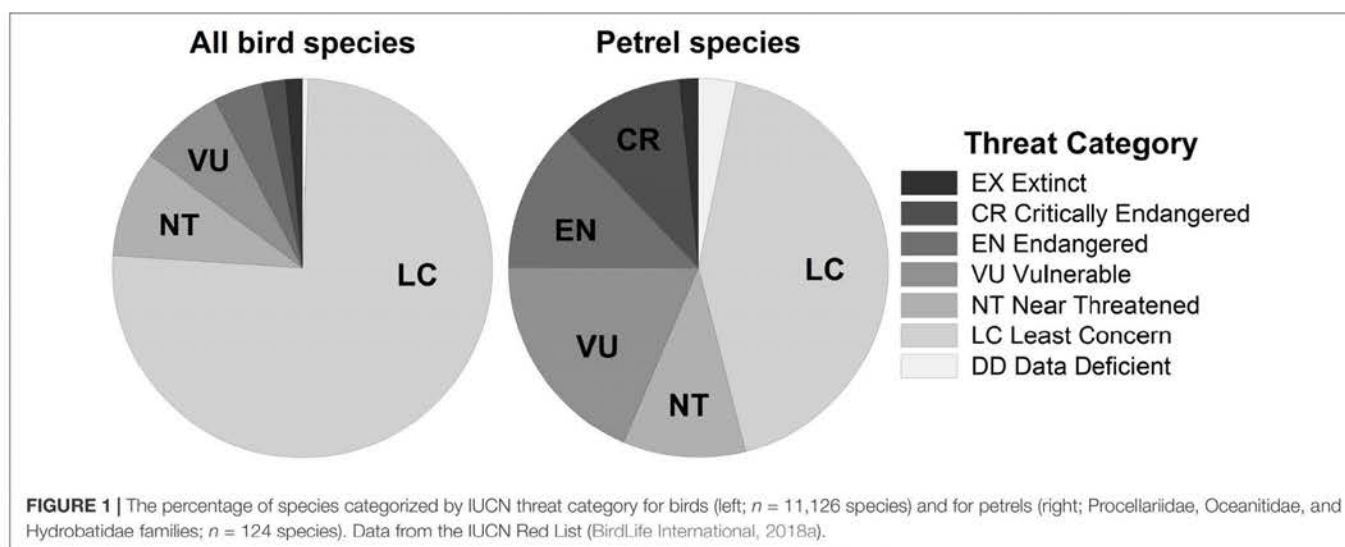 All bird species
Petrel species
VU
NT
LC
CR
EN
VU
NT
LC
Threat Category
EX Extinct
CR Critically Endangered
EN Endangered
VU Vulnerable
NT Near Threatened
LC Least Concern
DD Data Deficient
FIGURE 1 | The percentage of species categorized by IUCN threat category for birds (left; n = 11,126 species) and for petrels (right; Procellariidae, Oceanitidae, and
Hydrobatidae families; n = 124 species). Data from the IUCN Red List (BirdLife International, 2018a).